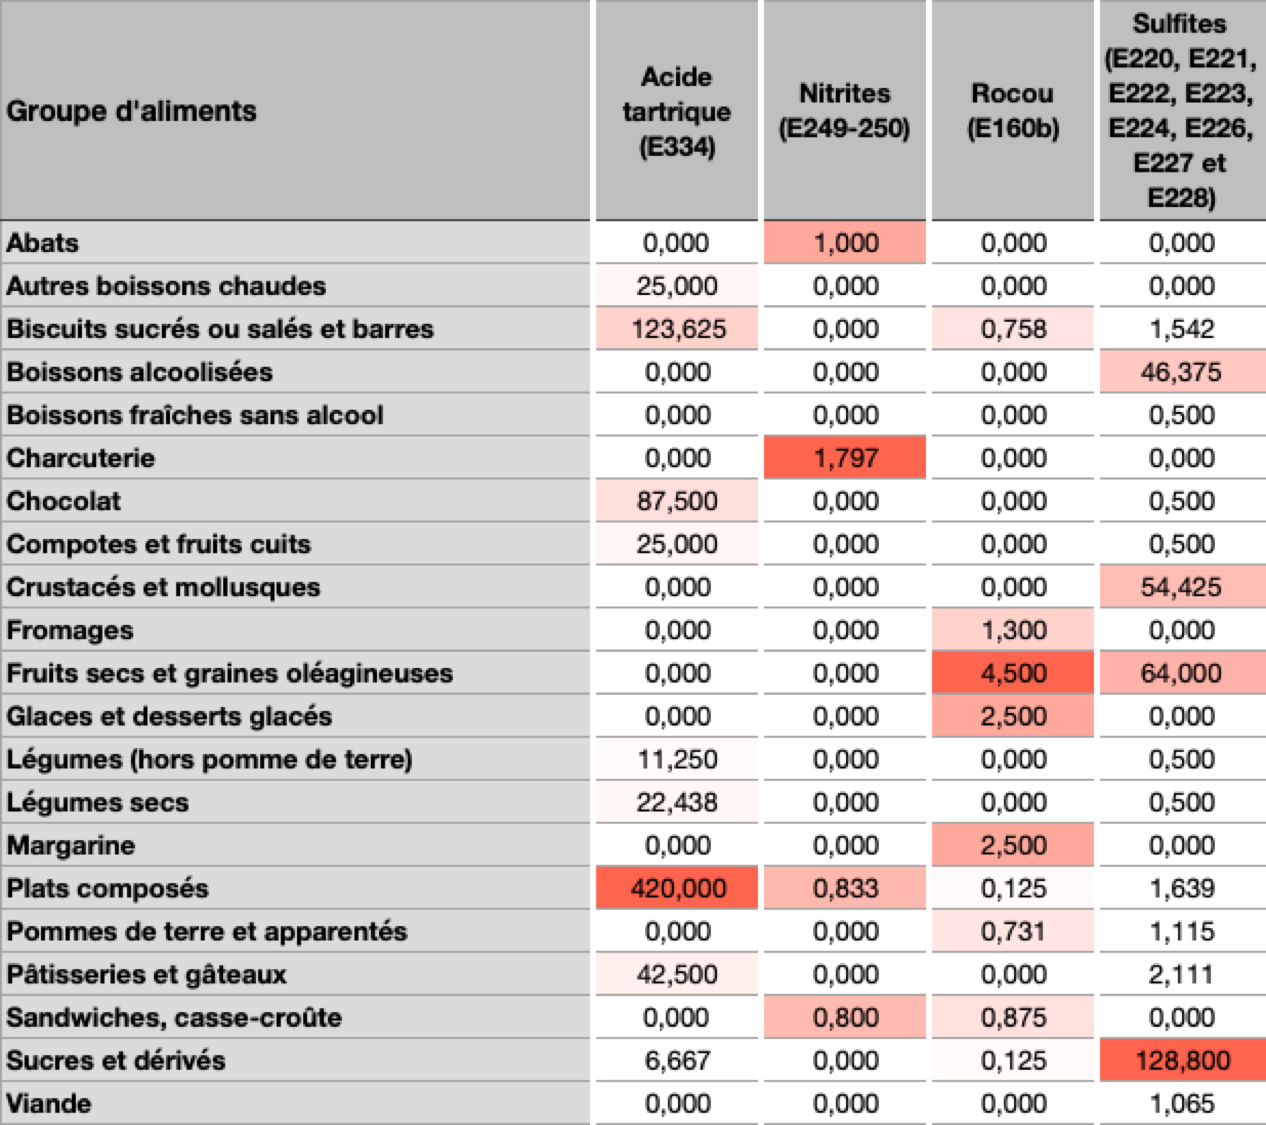 Groupe d'aliments
Acide
tartrique
(E334)
Nitrites
(E249-250)
Rocou
(E160b)
Sulfites
(E220, E221,
E222, E223,
E224, E226,
E227 et
E228)
Abats 0,000 1,000 0,000 0,000
Autres boissons chaudes 25,000 0,000 0,000 0,000
Biscuits sucrés ou salés et barres 123,625 0,000 0,758 1,542
Boissons alcoolisées 0,000 0,000 0,000 46,375
Boissons fraîches sans alcool 0,000 0,000 0,000 0,500
Charcuterie 0,000 1,797 0,000 0,000
Chocolat 87,500 0,000 0,000 0,500
Compotes et fruits cuits 25,000 0,000 0,000 0,500
Crustacés et mollusques 0,000 0,000 0,000 54,425
Fromages 0,000 0,000 1,300 0,000
Fruits secs et graines oléagineuses 0,000 0,000 4,500 64,000
Glaces et desserts glacés 0,000 0,000 2,500 0,000
Légumes (hors pomme de terre) 11,250 0,000 0,000 0,500
Légumes secs 22,438 0,000 0,000 0,500
Margarine 0,000 0,000 2,500 0,000
Plats composés 420,000 0,833 0,125 1,639
Pommes de terre et apparentés 0,000 0,000 0,731 1,115
Pâtisseries et gâteaux 42,500 0,000 0,000 2,111
Sandwiches, casse-croûte 0,000 0,800 0,875 0,000
Sucres et dérivés 6,667 0,000 0,125 128,800
Viande 0,000 0,000 0,000 1,065